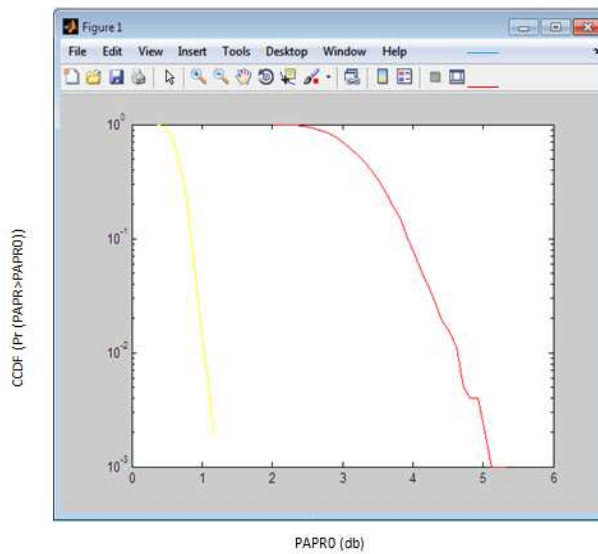 Figure 1
File Edit View Insert Tools Desktop Window Help
CCDF (Pr (PAPR>PAPR0))
10^0
10^-1
10^-2
10^-3
0 1 2 3 4 5 6
PAPR0 (db)